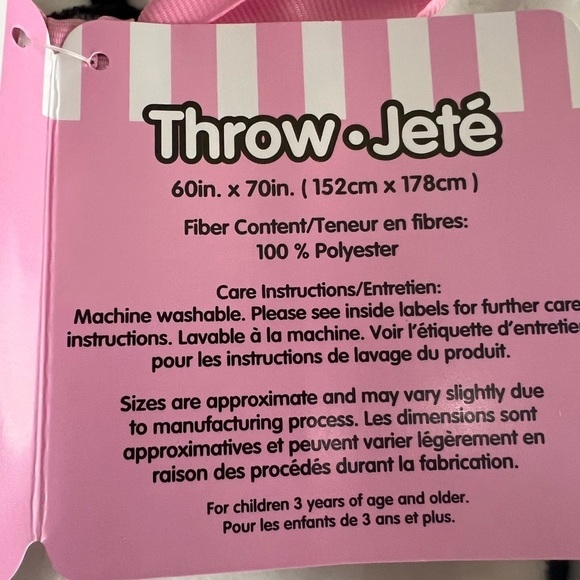 Throw • Jeté
60in. x 70in. ( 152cm x 178cm )
Fiber Content/Teneur en fibres:
100 % Polyester
Care Instructions/Entretien:
Machine washable. Please see inside labels for further care
instructions. Lavable à la machine. Voir l'étiquette d'entretie
pour les instructions de lavage du produit.
Sizes are approximate and may vary slightly due
to manufacturing process. Les dimensions sont
approximatives et peuvent varier légèrement en
raison des procédés durant la fabrication.
For children 3 years of age and older.
Pour les enfants de 3 ans et plus.